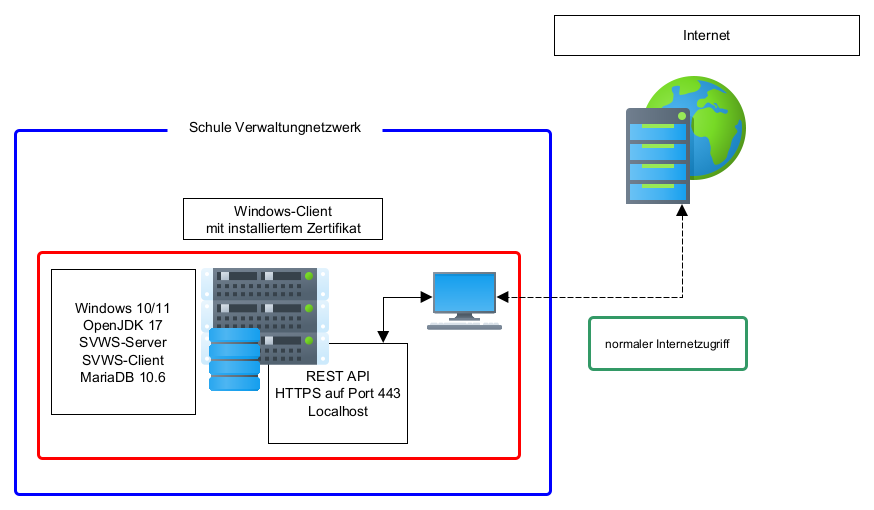 Internet
Schule Verwaltungnetzwerk
Windows-Client
mit installiertem Zertifikat
Windows 10/11
OpenJDK 17
SVWS-Server
SVWS-Client
MariaDB 10.6
REST API
HTTPS auf Port 443
Localhost
normaler Internetzugriff